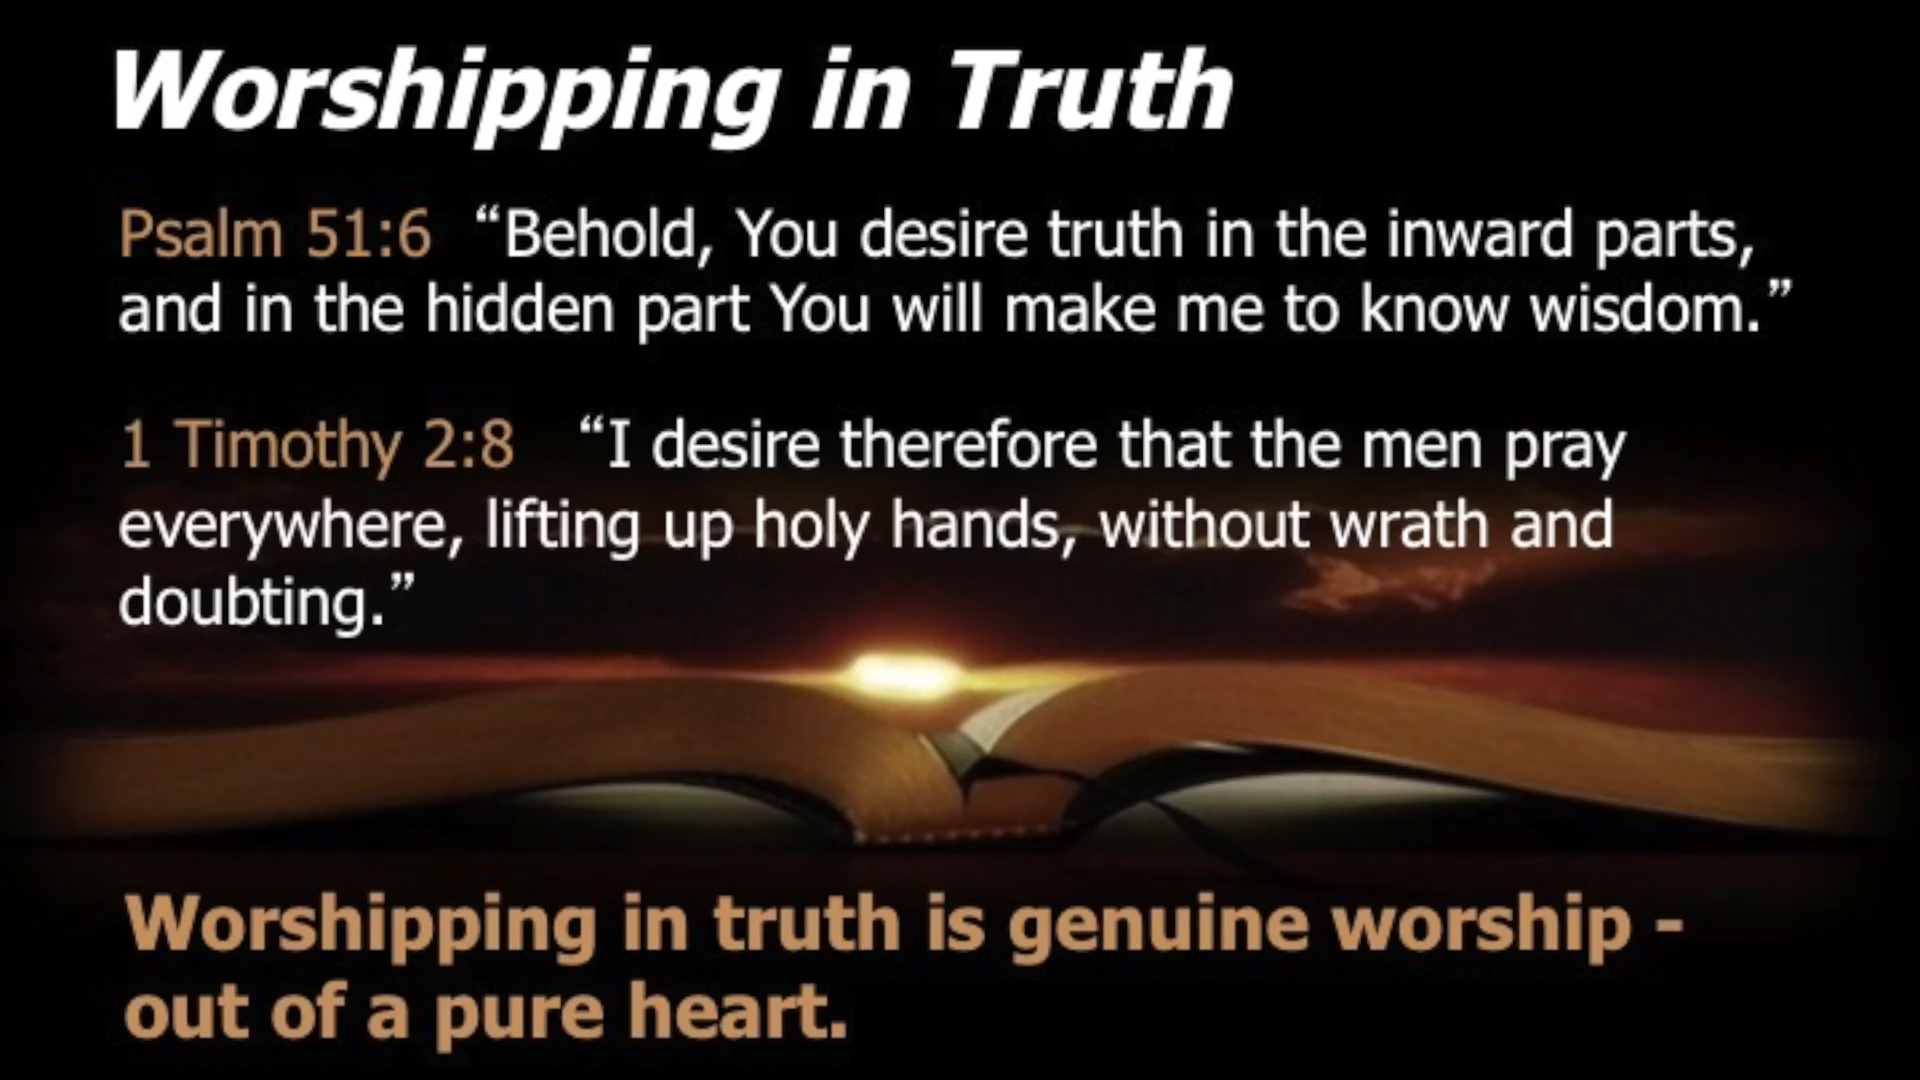 Worshipping in Truth
Psalm 51:6 “Behold, You desire truth in the inward parts,
and in the hidden part You will make me to know wisdom.”
1 Timothy 2:8 “I desire therefore that the men pray
everywhere, lifting up holy hands, without wrath and
doubting.”
Worshipping in truth is genuine worship -
out of a pure heart.